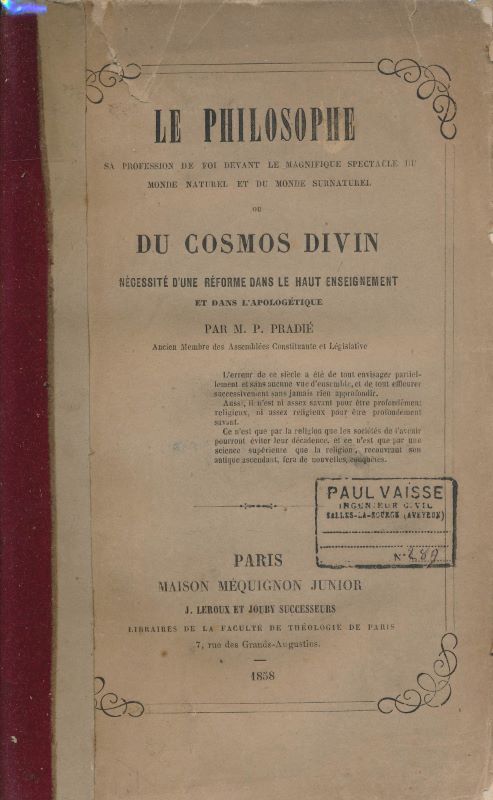 LE PHILOSOPHE
SA PROFESSION DE FOI DEVANT LE MAGNIFIQUE SPECTACLE DU
MONDE NATUREL ET DU MONDE SURNATUREL
OU
DU COSMOS DIVIN
NÉCESSITÉ D'UNE RÉFORME DANS LE HAUT ENSEIGNEMENT
ET DANS L'APOLOGÉTIQUE
PAR M. P. PRADIÉ
Ancien Membre des Assemblées Constituante et Législative
L'erreur de ce siècle a été de tout envisager partiel-
lement et sans aucune vue d'ensemble, et de tout effleurer
successivement sans jamais rien approfondir.
Aussi, il n'est ni assez savant pour être profondément
religieux, ni assez religieux pour être profondément
savant.
Ce n'est que par la religion que les sociétés de l'avenir
pourront éviter leur décadence, et ce n'est que par une
science supérieure que la religion, recouvrant son
antique ascendant, fera de nouvelles conquêtes.
PAUL VAISSE
INGENIEUR CIVIL
SALLES-LA-SOURCE (AVEYRON)
N° 289
PARIS
MAISON MÉQUIGNON JUNIOR
J. LEROUX ET JOUBY SUCCESSEURS
LIBRAIRES DE LA FACULTÉ DE THÉOLOGIE DE PARIS
7, rue des Grands-Augustins.
1858